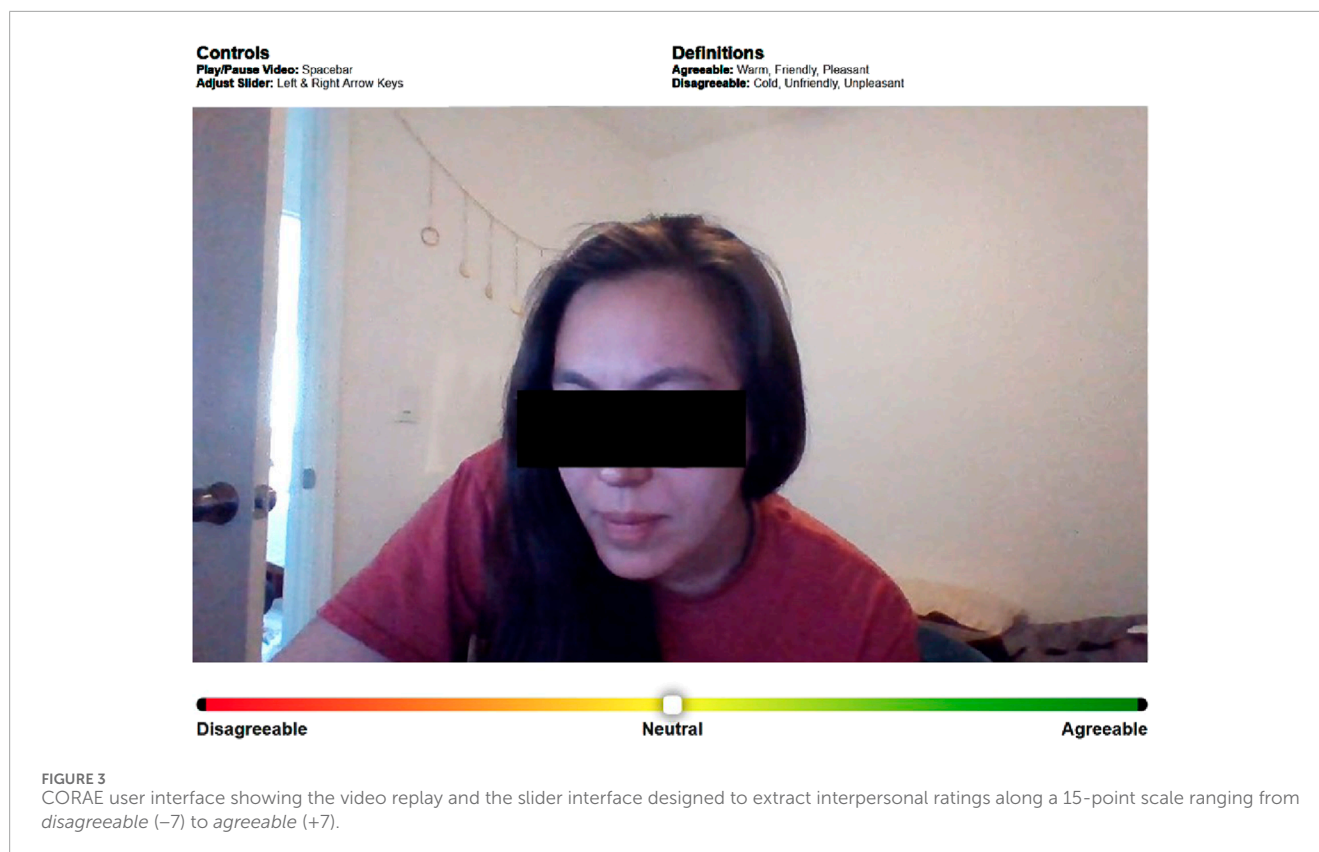 Controls
Play/Pause Video: Spacebar
Adjust Slider: Left & Right Arrow Keys
Definitions
Agreeable: Warm, Friendly, Pleasant
Disagreeable: Cold, Unfriendly, Unpleasant
Disagreeable
Neutral
Agreeable
FIGURE 3
CORAE user interface showing the video replay and the slider interface designed to extract interpersonal ratings along a 15-point scale ranging from
disagreeable (–7) to agreeable (+7).